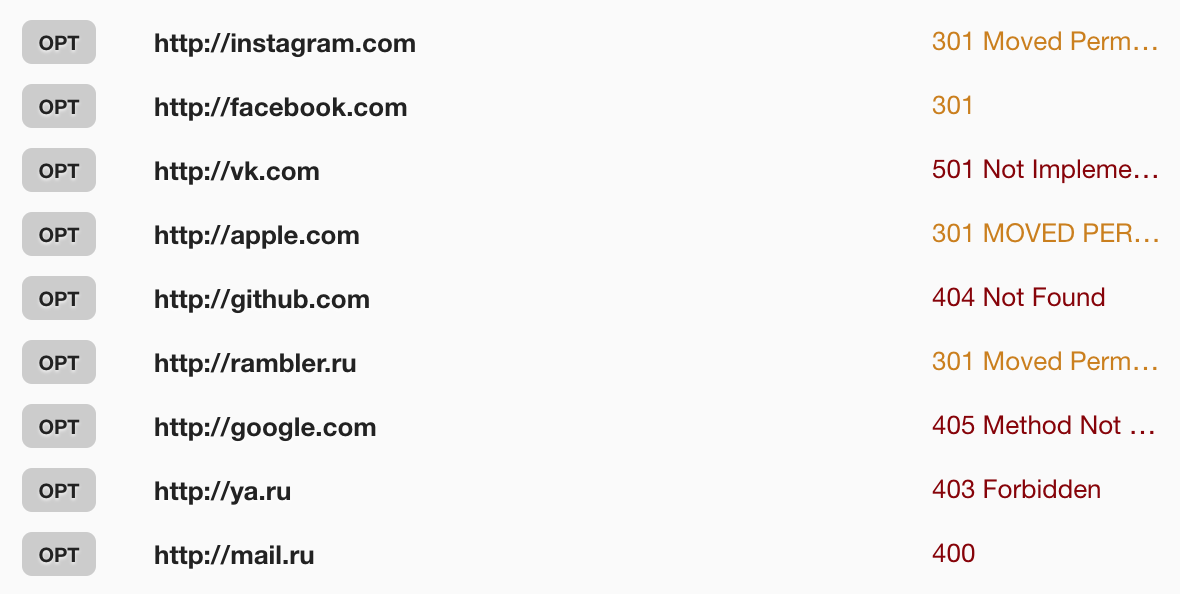 OPT http://instagram.com 301 Moved Perm...
OPT http://facebook.com 301
OPT http://vk.com 501 Not Impleme...
OPT http://apple.com 301 MOVED PER...
OPT http://github.com 404 Not Found
OPT http://rambler.ru 301 Moved Perm...
OPT http://google.com 405 Method Not ...
OPT http://ya.ru 403 Forbidden
OPT http://mail.ru 400